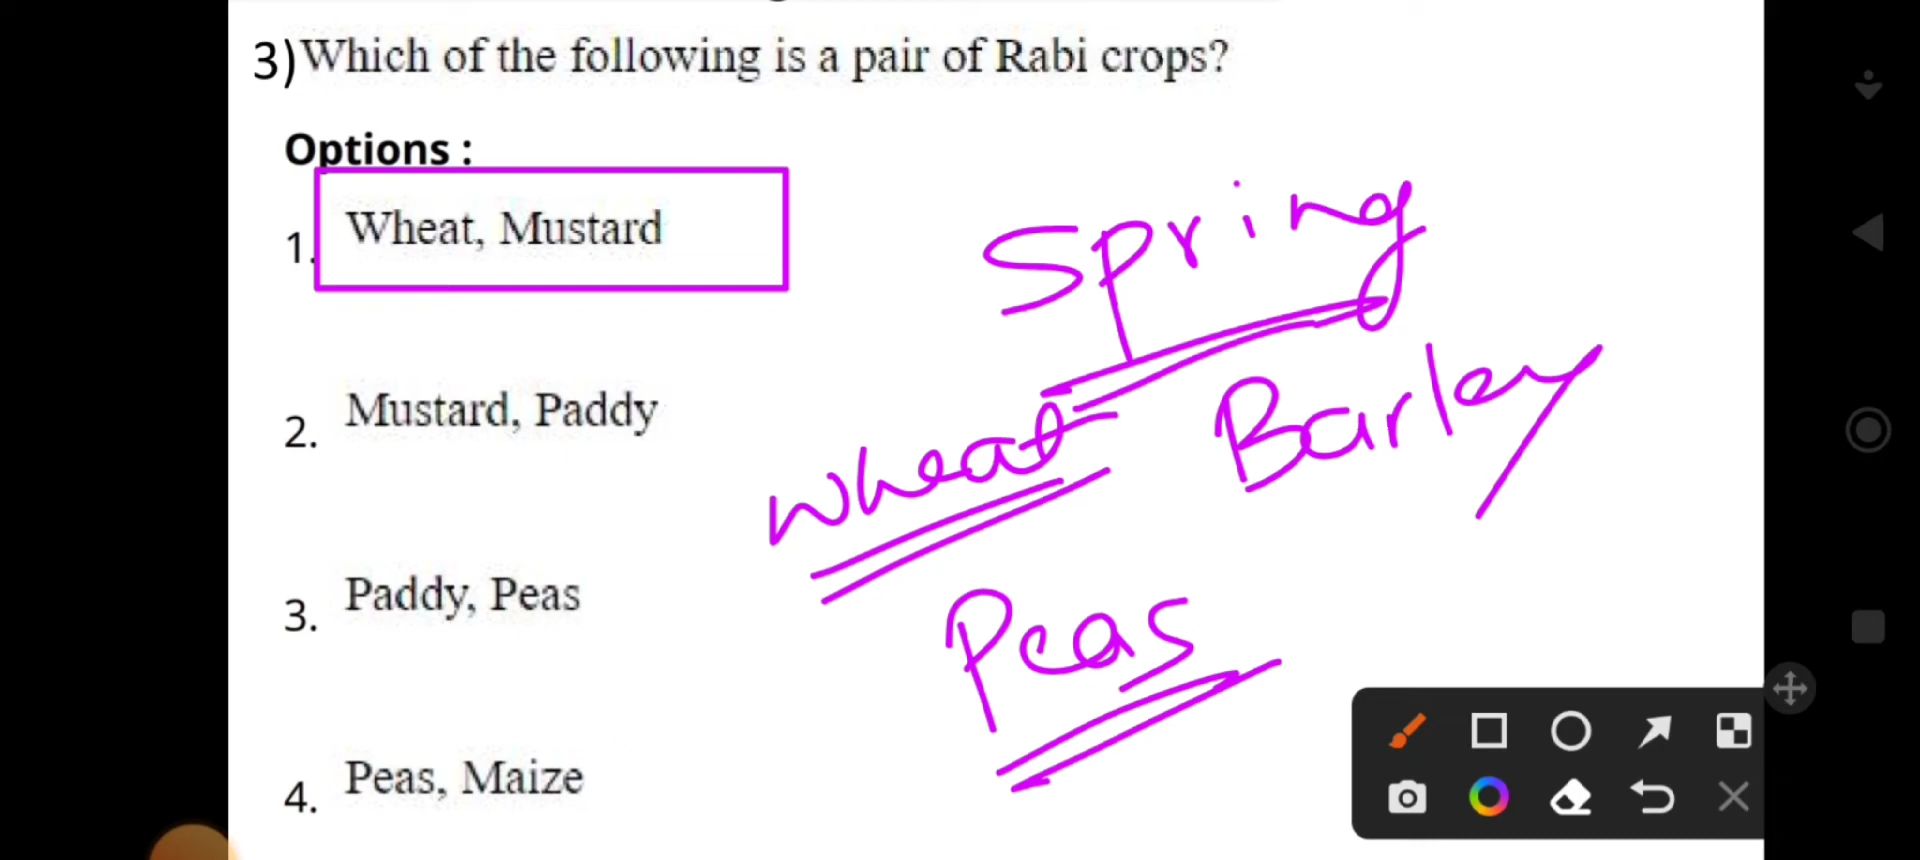 3) Which of the following is a pair of Rabi crops?
Options :
1. Wheat, Mustard
Spring
2. Mustard, Paddy
wheat Barley
3. Paddy, Peas
Peas
4. Peas, Maize